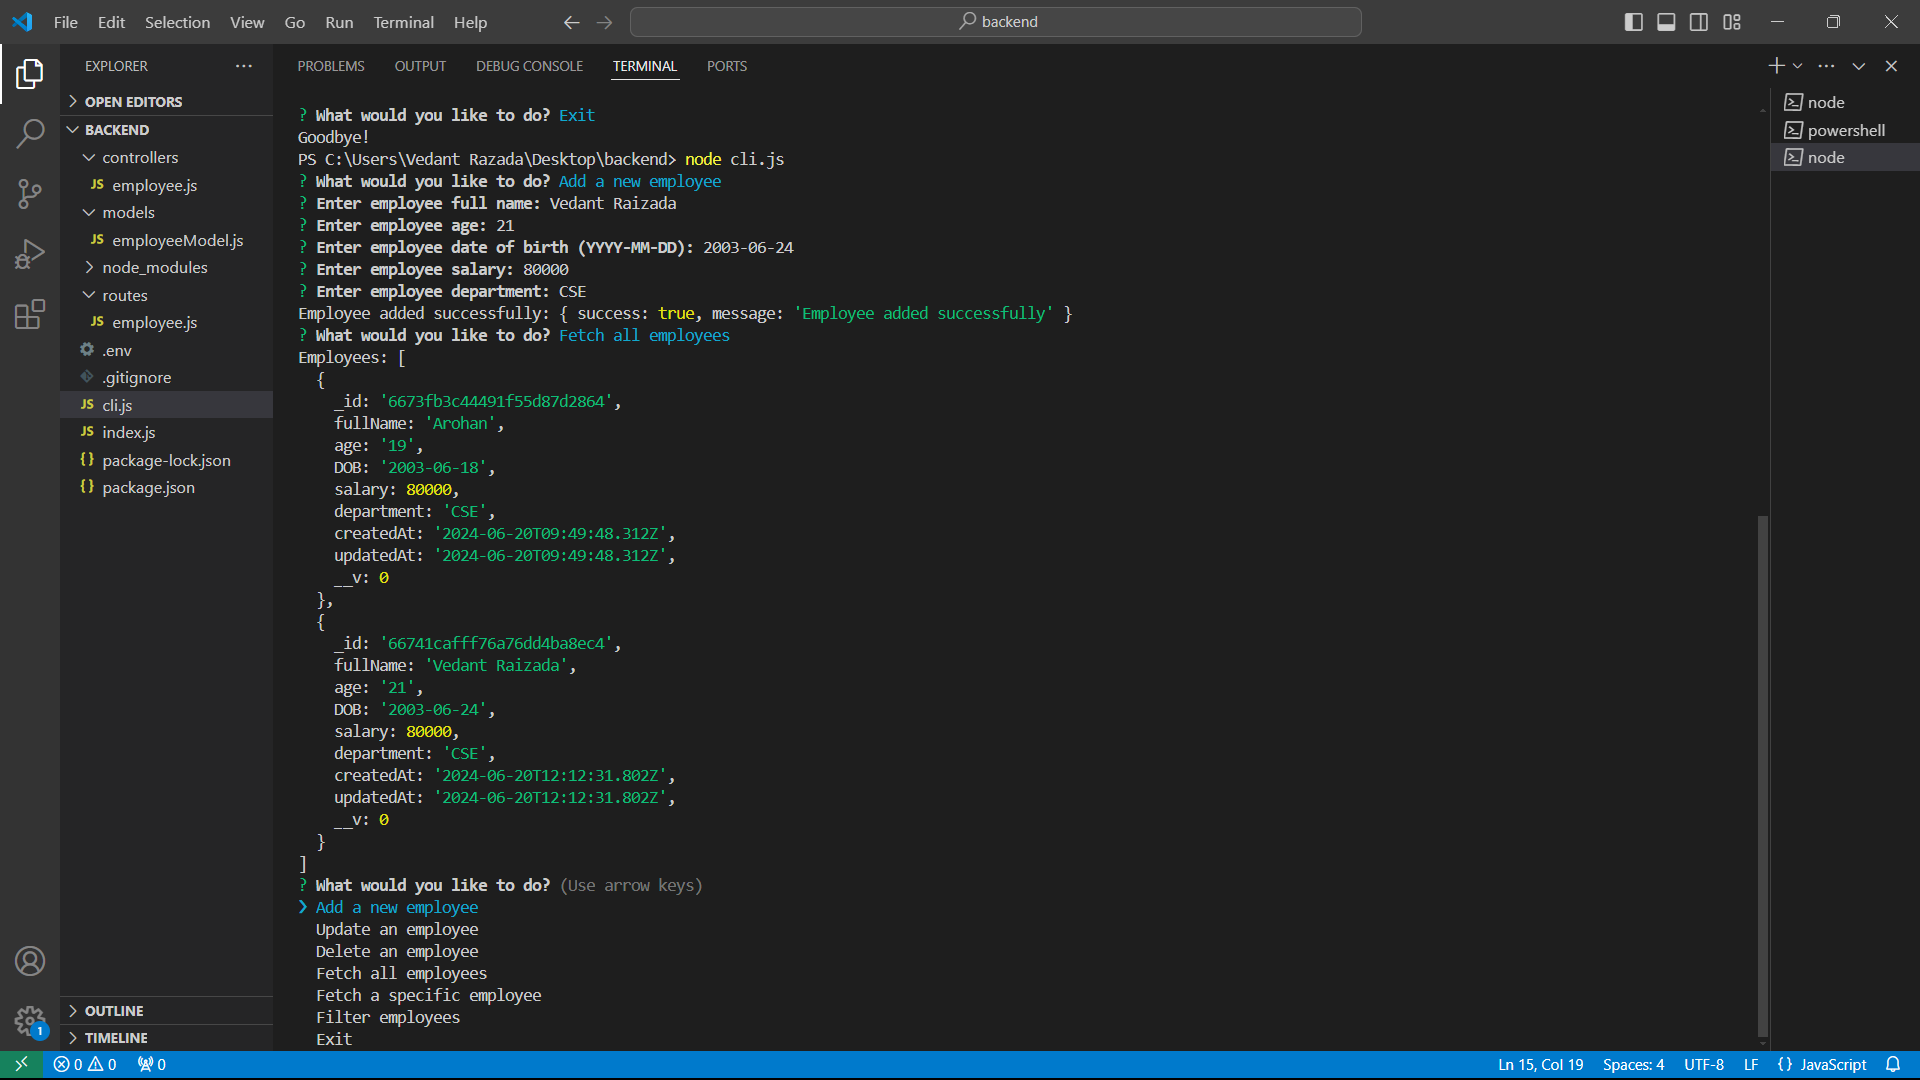 File Edit Selection View Go Run Terminal Help
backend
EXPLORER
OPEN EDITORS
BACKEND
controllers
JS employee.js
models
JS employeeModel.js
node_modules
routes
JS employee.js
.env
.gitignore
JS cli.js
JS index.js
{} package-lock.json
{} package.json
OUTLINE
TIMELINE
1
PROBLEMS OUTPUT DEBUG CONSOLE TERMINAL PORTS
? What would you like to do? Exit
Goodbye!
PS C:\Users\Vedant Razada\Desktop\backend> node cli.js
? What would you like to do? Add a new employee
? Enter employee full name: Vedant Raizada
? Enter employee age: 21
? Enter employee date of birth (YYYY-MM-DD): 2003-06-24
? Enter employee salary: 80000
? Enter employee department: CSE
Employee added successfully: { success: true, message: 'Employee added successfully' }
? What would you like to do? Fetch all employees
Employees: [
{
_id: '6673fb3c44491f55d87d2864',
fullName: 'Arohan',
age: '19',
DOB: '2003-06-18',
salary: 80000,
department: 'CSE',
createdAt: '2024-06-20T09:49:48.312Z',
updatedAt: '2024-06-20T09:49:48.312Z',
__v: 0
},
{
_id: '66741cafff76a76dd4ba8ec4',
fullName: 'Vedant Raizada',
age: '21',
DOB: '2003-06-24',
salary: 80000,
department: 'CSE',
createdAt: '2024-06-20T12:12:31.802Z',
updatedAt: '2024-06-20T12:12:31.802Z',
__v: 0
}
]
? What would you like to do? (Use arrow keys)
❯ Add a new employee
Update an employee
Delete an employee
Fetch all employees
Fetch a specific employee
Filter employees
Exit
node
powershell
node
0 0 0 Ln 15, Col 19 Spaces: 4 UTF-8 LF {} JavaScript